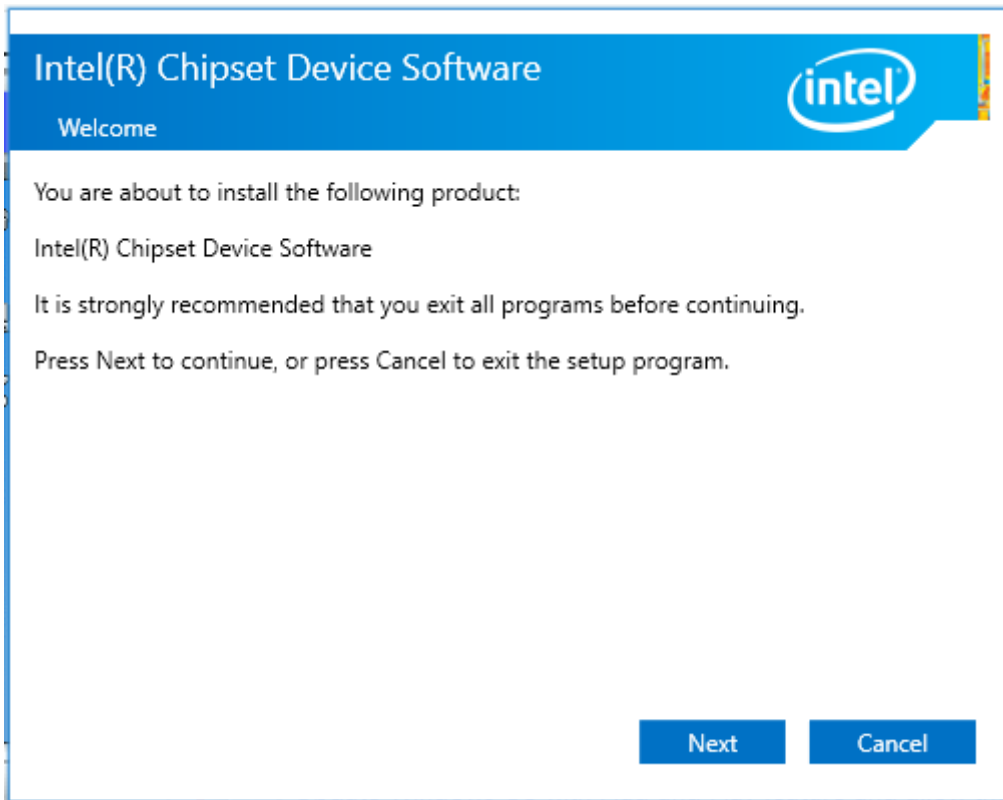 Intel(R) Chipset Device Software
intel
Welcome
You are about to install the following product:
Intel(R) Chipset Device Software
It is strongly recommended that you exit all programs before continuing.
Press Next to continue, or press Cancel to exit the setup program.
Next
Cancel